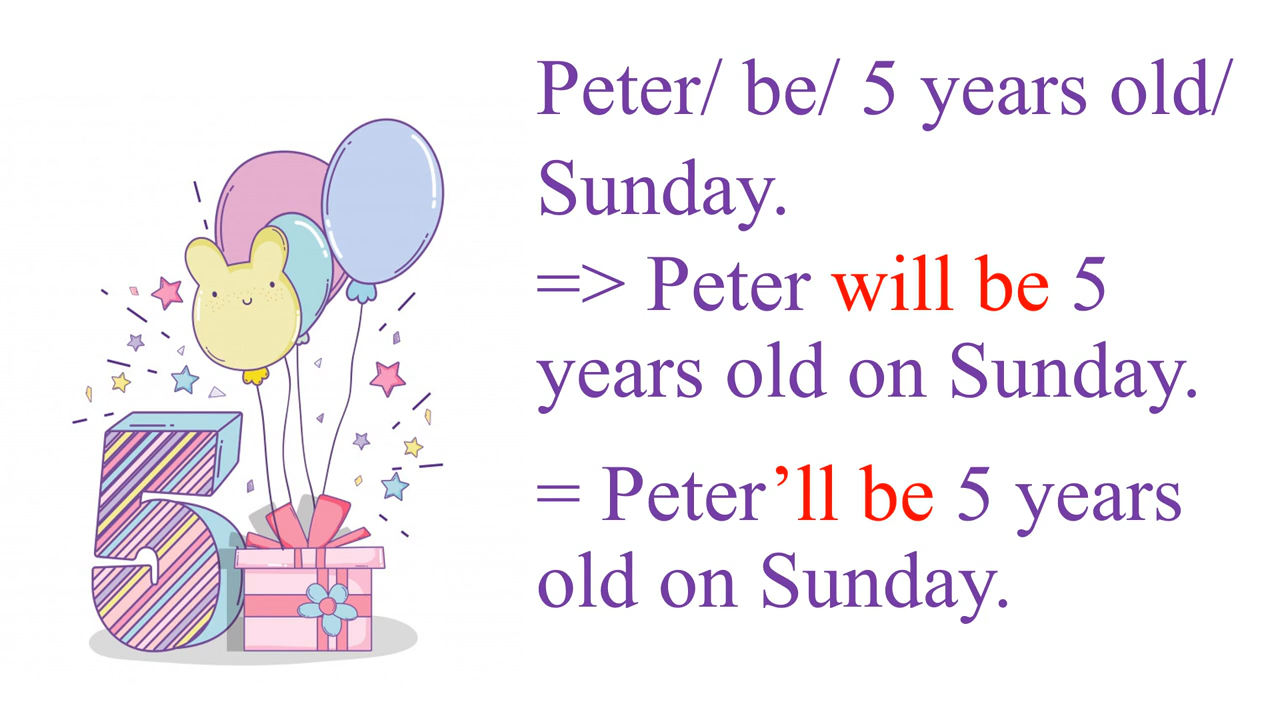 Peter/ be/ 5 years old/
Sunday.
=> Peter will be 5
years old on Sunday.
= Peter’ll be 5 years
old on Sunday.
5